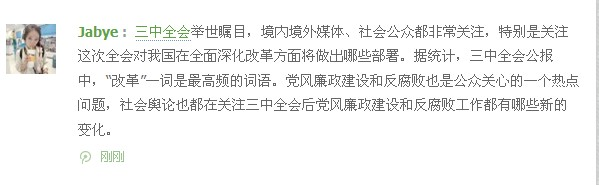 Jabye：三中全会举世瞩目，境内境外媒体、社会公众都非常关注，特别是关注
这次全会对我国在全面深化改革方面将做出哪些部署。据统计，三中全会公报
中，“改革”一词是最高频的词语。党风廉政建设和反腐败也是公众关心的一个热点
问题，社会舆论也都在关注三中全会后党风廉政建设和反腐败工作都有哪些新的
变化。
刚刚